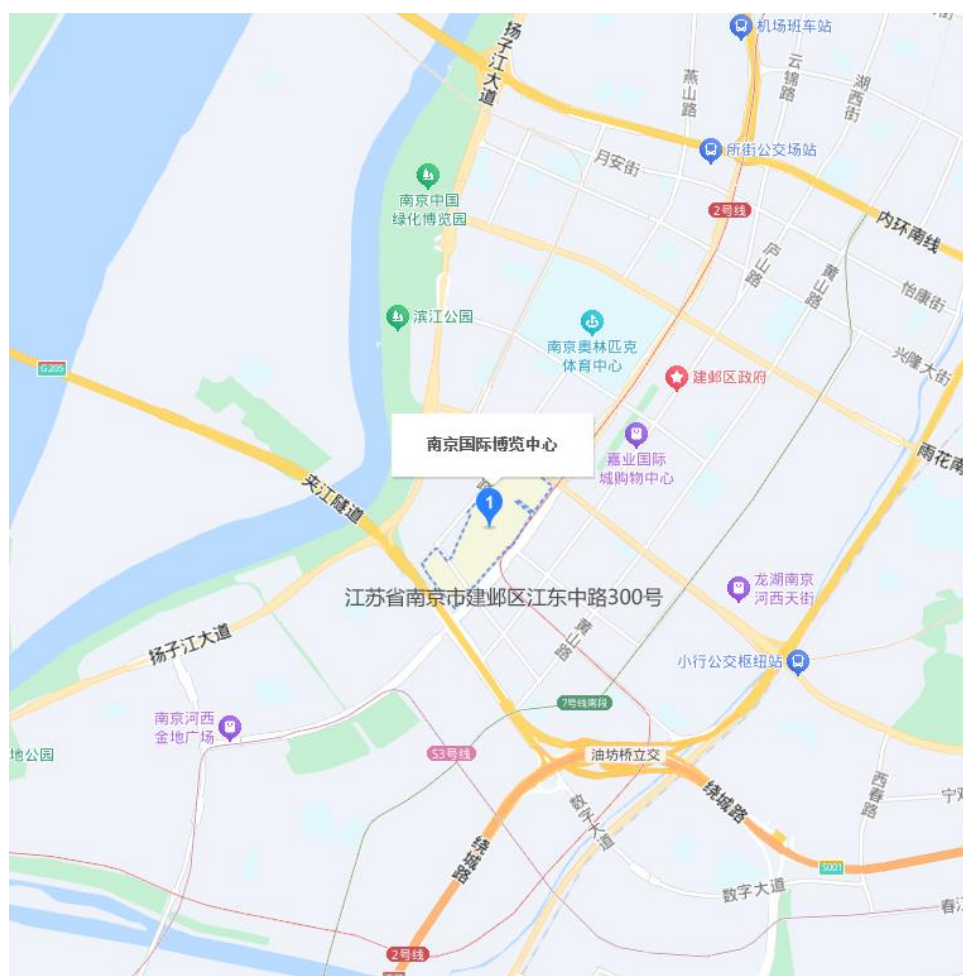 机场班车站
扬子江大道
燕山路
云锦路
湖西街
所街公交场站
月安街
南京中国
绿化博览园
2号线
内环南线
庐山路
黄山路
怡康街
滨江公园
南京奥林匹克
体育中心
兴隆大街
G205
建邺区政府
南京国际博览中心
嘉业国际
城购物中心
雨花南
路
夹江隧道
1
龙湖南京
河西天街
江苏省南京市建邺区江东中路300号
黄山路
扬子江大道
小行公交枢纽站
7号线南段
南京河西
金地广场
地公园
S3号线
油坊桥立交
西春路
绕城路
数字大道
绕城路
S001
数字大道
春江
2号线